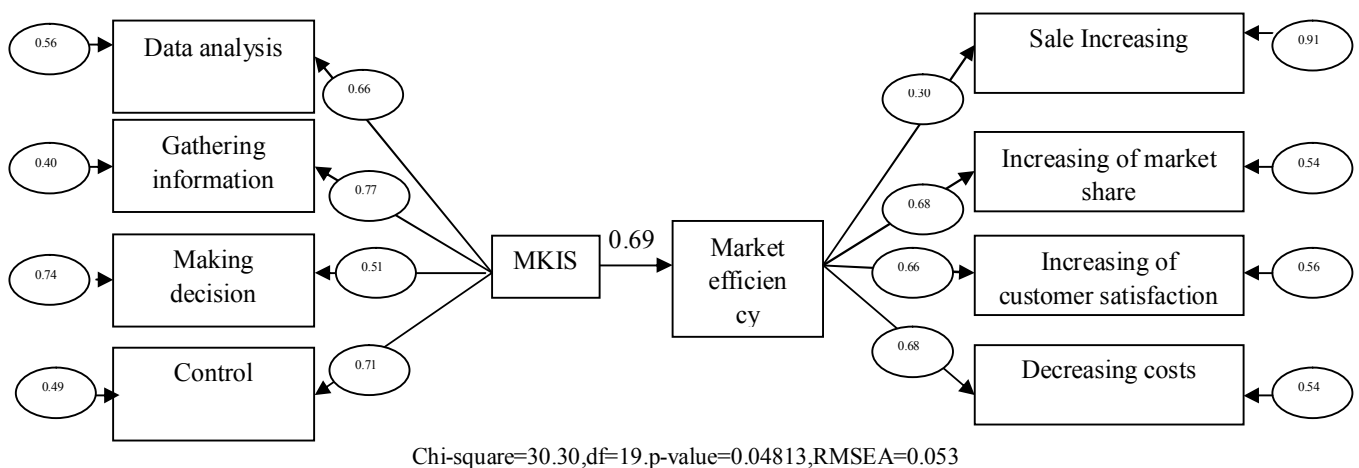 0.56
Data analysis
0.66
0.40
Gathering
information
0.77
0.74
Making
decision
0.51
0.49
Control
0.71
MKIS
0.69
Market
efficien
cy
0.30
Sale Increasing
0.91
0.68
Increasing of market
share
0.54
0.66
Increasing of
customer satisfaction
0.56
0.68
Decreasing costs
0.54
Chi-square=30.30,df=19.p-value=0.04813,RMSEA=0.053